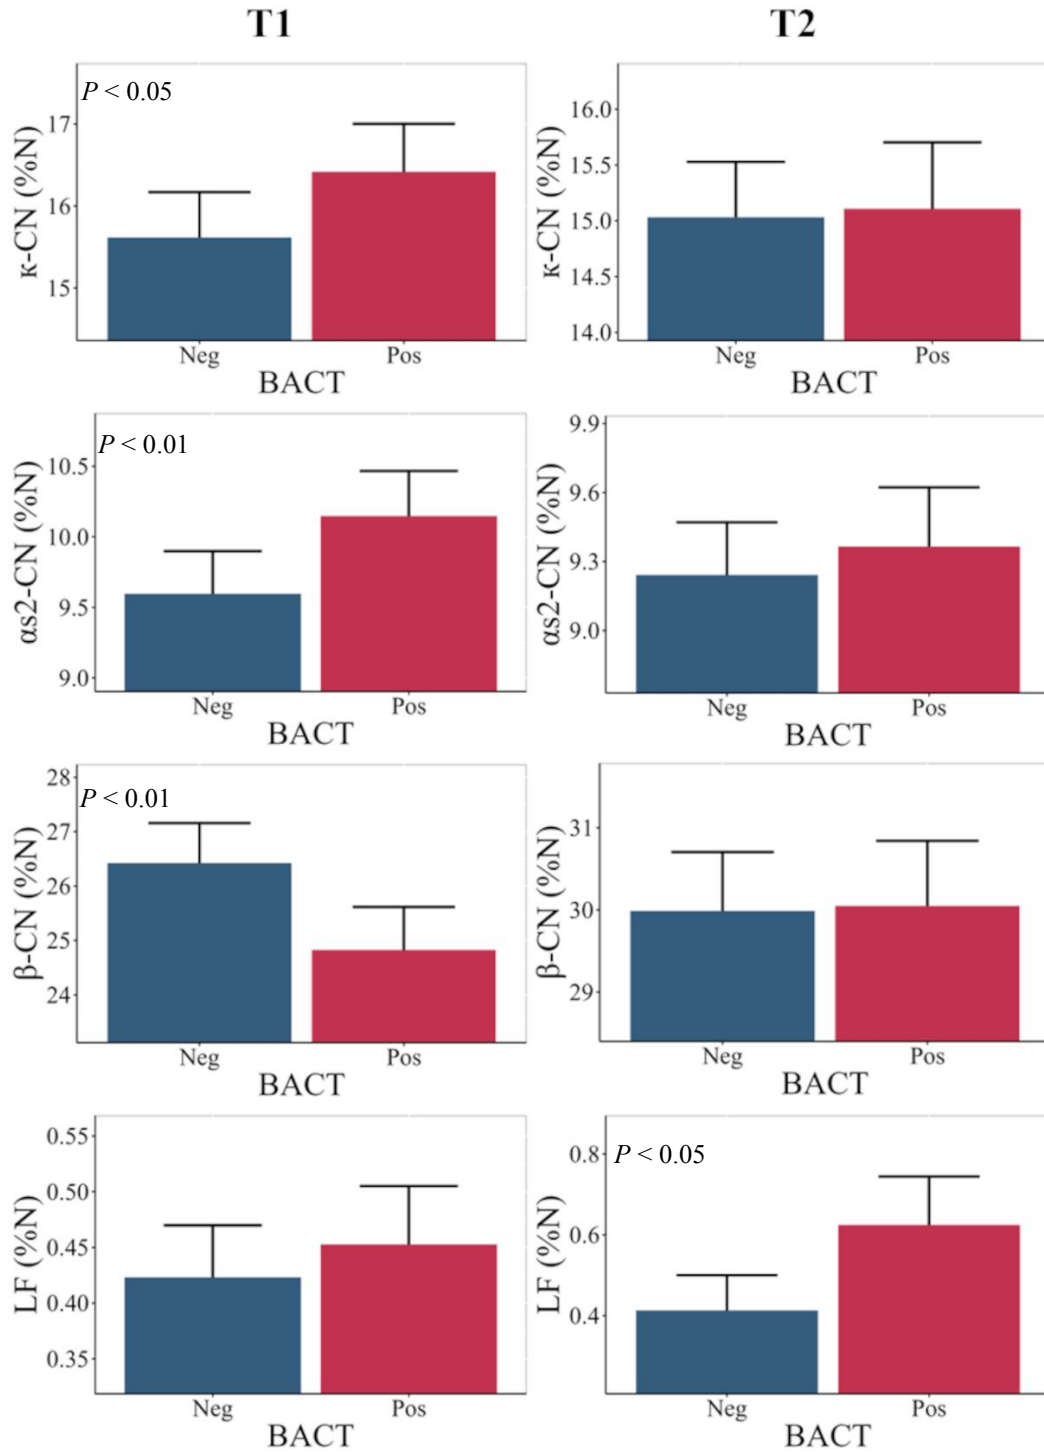 T1
T2
P < 0.05
κ-CN (%N)
17
16
15
Neg
Pos
BACT
κ-CN (%N)
16.0
15.5
15.0
14.5
14.0
Neg
Pos
BACT
P < 0.01
αs2-CN (%N)
10.5
10.0
9.5
9.0
Neg
Pos
BACT
αs2-CN (%N)
9.9
9.6
9.3
9.0
Neg
Pos
BACT
P < 0.01
β-CN (%N)
28
27
26
25
24
Neg
Pos
BACT
β-CN (%N)
31
30
29
Neg
Pos
BACT
LF (%N)
0.55
0.50
0.45
0.40
0.35
Neg
Pos
BACT
P < 0.05
LF (%N)
0.8
0.6
0.4
Neg
Pos
BACT